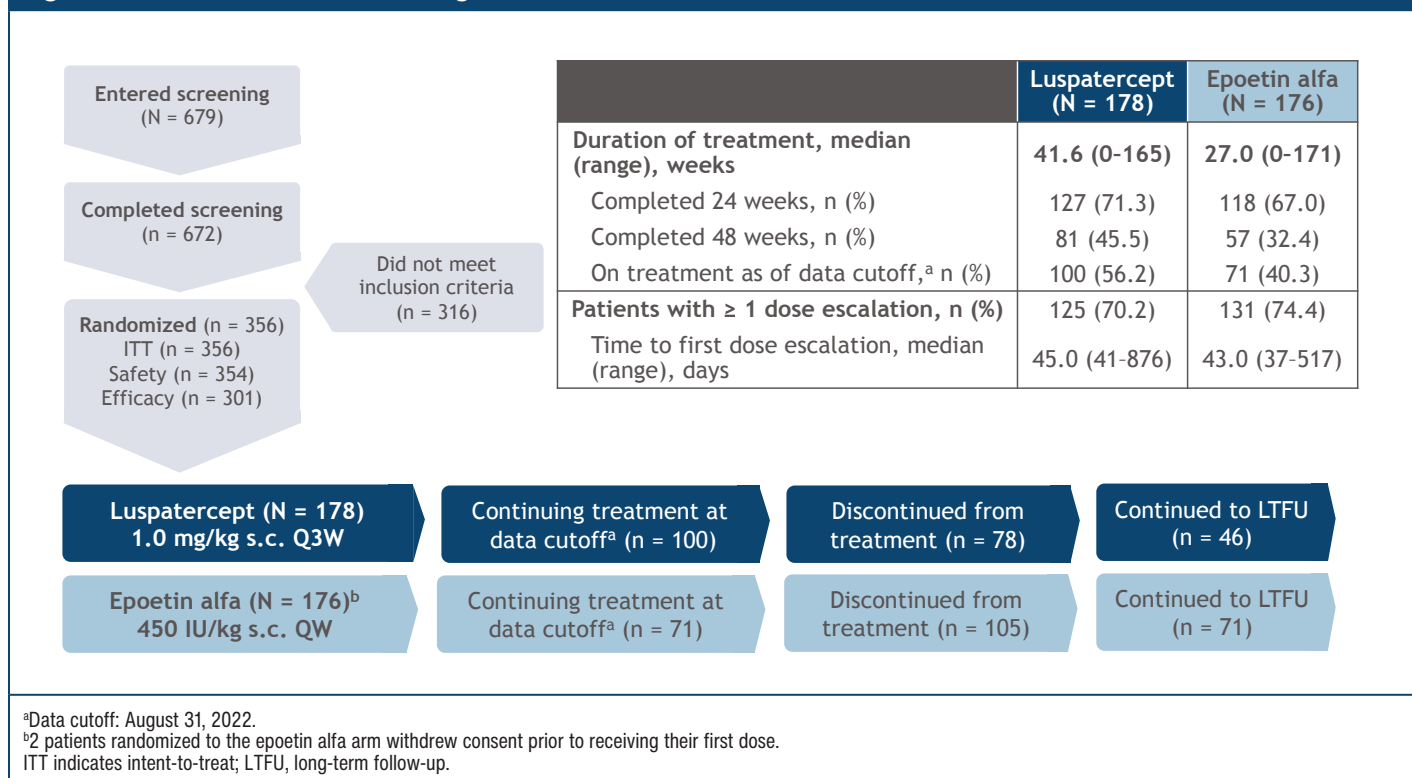 Entered screening
(N = 679)
Completed screening
(n = 672)
Did not meet
inclusion criteria
(n = 316)
Randomized (n = 356)
ITT (n = 356)
Safety (n = 354)
Efficacy (n = 301)
Luspatercept
(N = 178)
Epoetin alfa
(N = 176)
Duration of treatment, median
(range), weeks
41.6 (0–165)
27.0 (0–171)
Completed 24 weeks, n (%)
127 (71.3)
118 (67.0)
Completed 48 weeks, n (%)
81 (45.5)
57 (32.4)
On treatment as of data cutoff,ᵃ n (%)
100 (56.2)
71 (40.3)
Patients with ≥ 1 dose escalation, n (%)
125 (70.2)
131 (74.4)
Time to first dose escalation, median
(range), days
45.0 (41–876)
43.0 (37–517)
Luspatercept (N = 178)
1.0 mg/kg s.c. Q3W
Continuing treatment at
data cutoffᵃ (n = 100)
Discontinued from
treatment (n = 78)
Continued to LTFU
(n = 46)
Epoetin alfa (N = 176)ᵇ
450 IU/kg s.c. QW
Continuing treatment at
data cutoffᵃ (n = 71)
Discontinued from
treatment (n = 105)
Continued to LTFU
(n = 71)
ᵃData cutoff: August 31, 2022.
ᵇ2 patients randomized to the epoetin alfa arm withdrew consent prior to receiving their first dose.
ITT indicates intent-to-treat; LTFU, long-term follow-up.